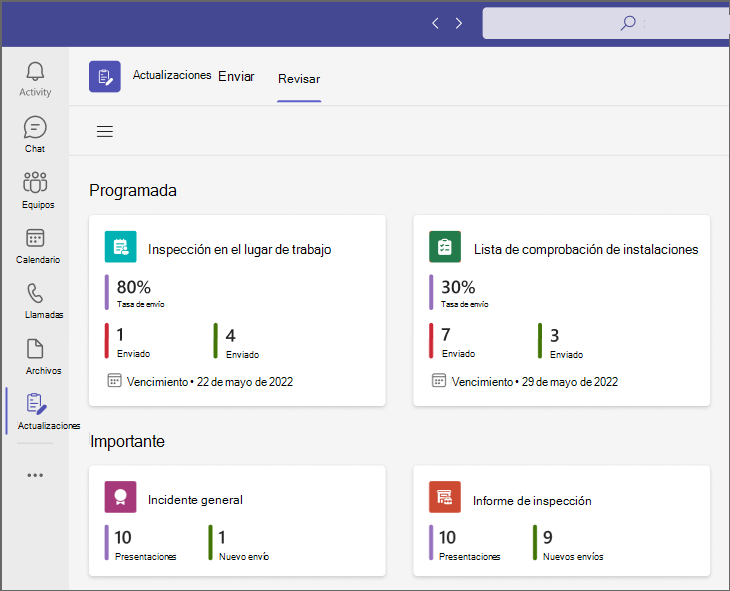 Activity
Chat
Equipos
Calendario
Llamadas
Archivos
Actualizaciones
Actualizaciones Enviar Revisar
Programada
Inspección en el lugar de trabajo
80%
Tasa de envío
1
Enviado
4
Enviado
Vencimiento • 22 de mayo de 2022
Lista de comprobación de instalaciones
30%
Tasa de envío
7
Enviado
3
Enviado
Vencimiento • 29 de mayo de 2022
Importante
Incidente general
10
Presentaciones
1
Nuevo envío
Informe de inspección
10
Presentaciones
9
Nuevos envíos